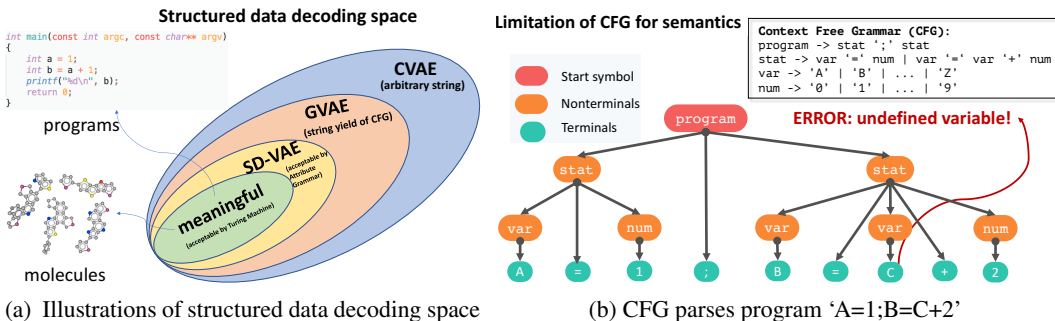 Structured data decoding space
int main(const int argc, const char** argv)
{
int a = 1;
int b = a + 1;
printf("%d\n", b);
return 0;
}
programs
molecules
CVAE
(arbitrary string)
GVAE
(string yield of CFG)
SD-VAE
(acceptable by
Attribute
Grammar)
meaningful
(acceptable by Turing Machine)
(a) Illustrations of structured data decoding space
Limitation of CFG for semantics
Context Free Grammar (CFG):
program -> stat ‘;’ stat
stat -> var ‘=’ num | var ‘=’ var ‘+’ num
var -> ‘A’ | ‘B’ | ... | ‘Z’
num -> ‘0’ | ‘1’ | ... | ‘9’
Start symbol
Nonterminals
Terminals
ERROR: undefined variable!
program
stat stat
var num var var num
A = 1 ; B = C + 2
(b) CFG parses program ‘A=1;B=C+2’